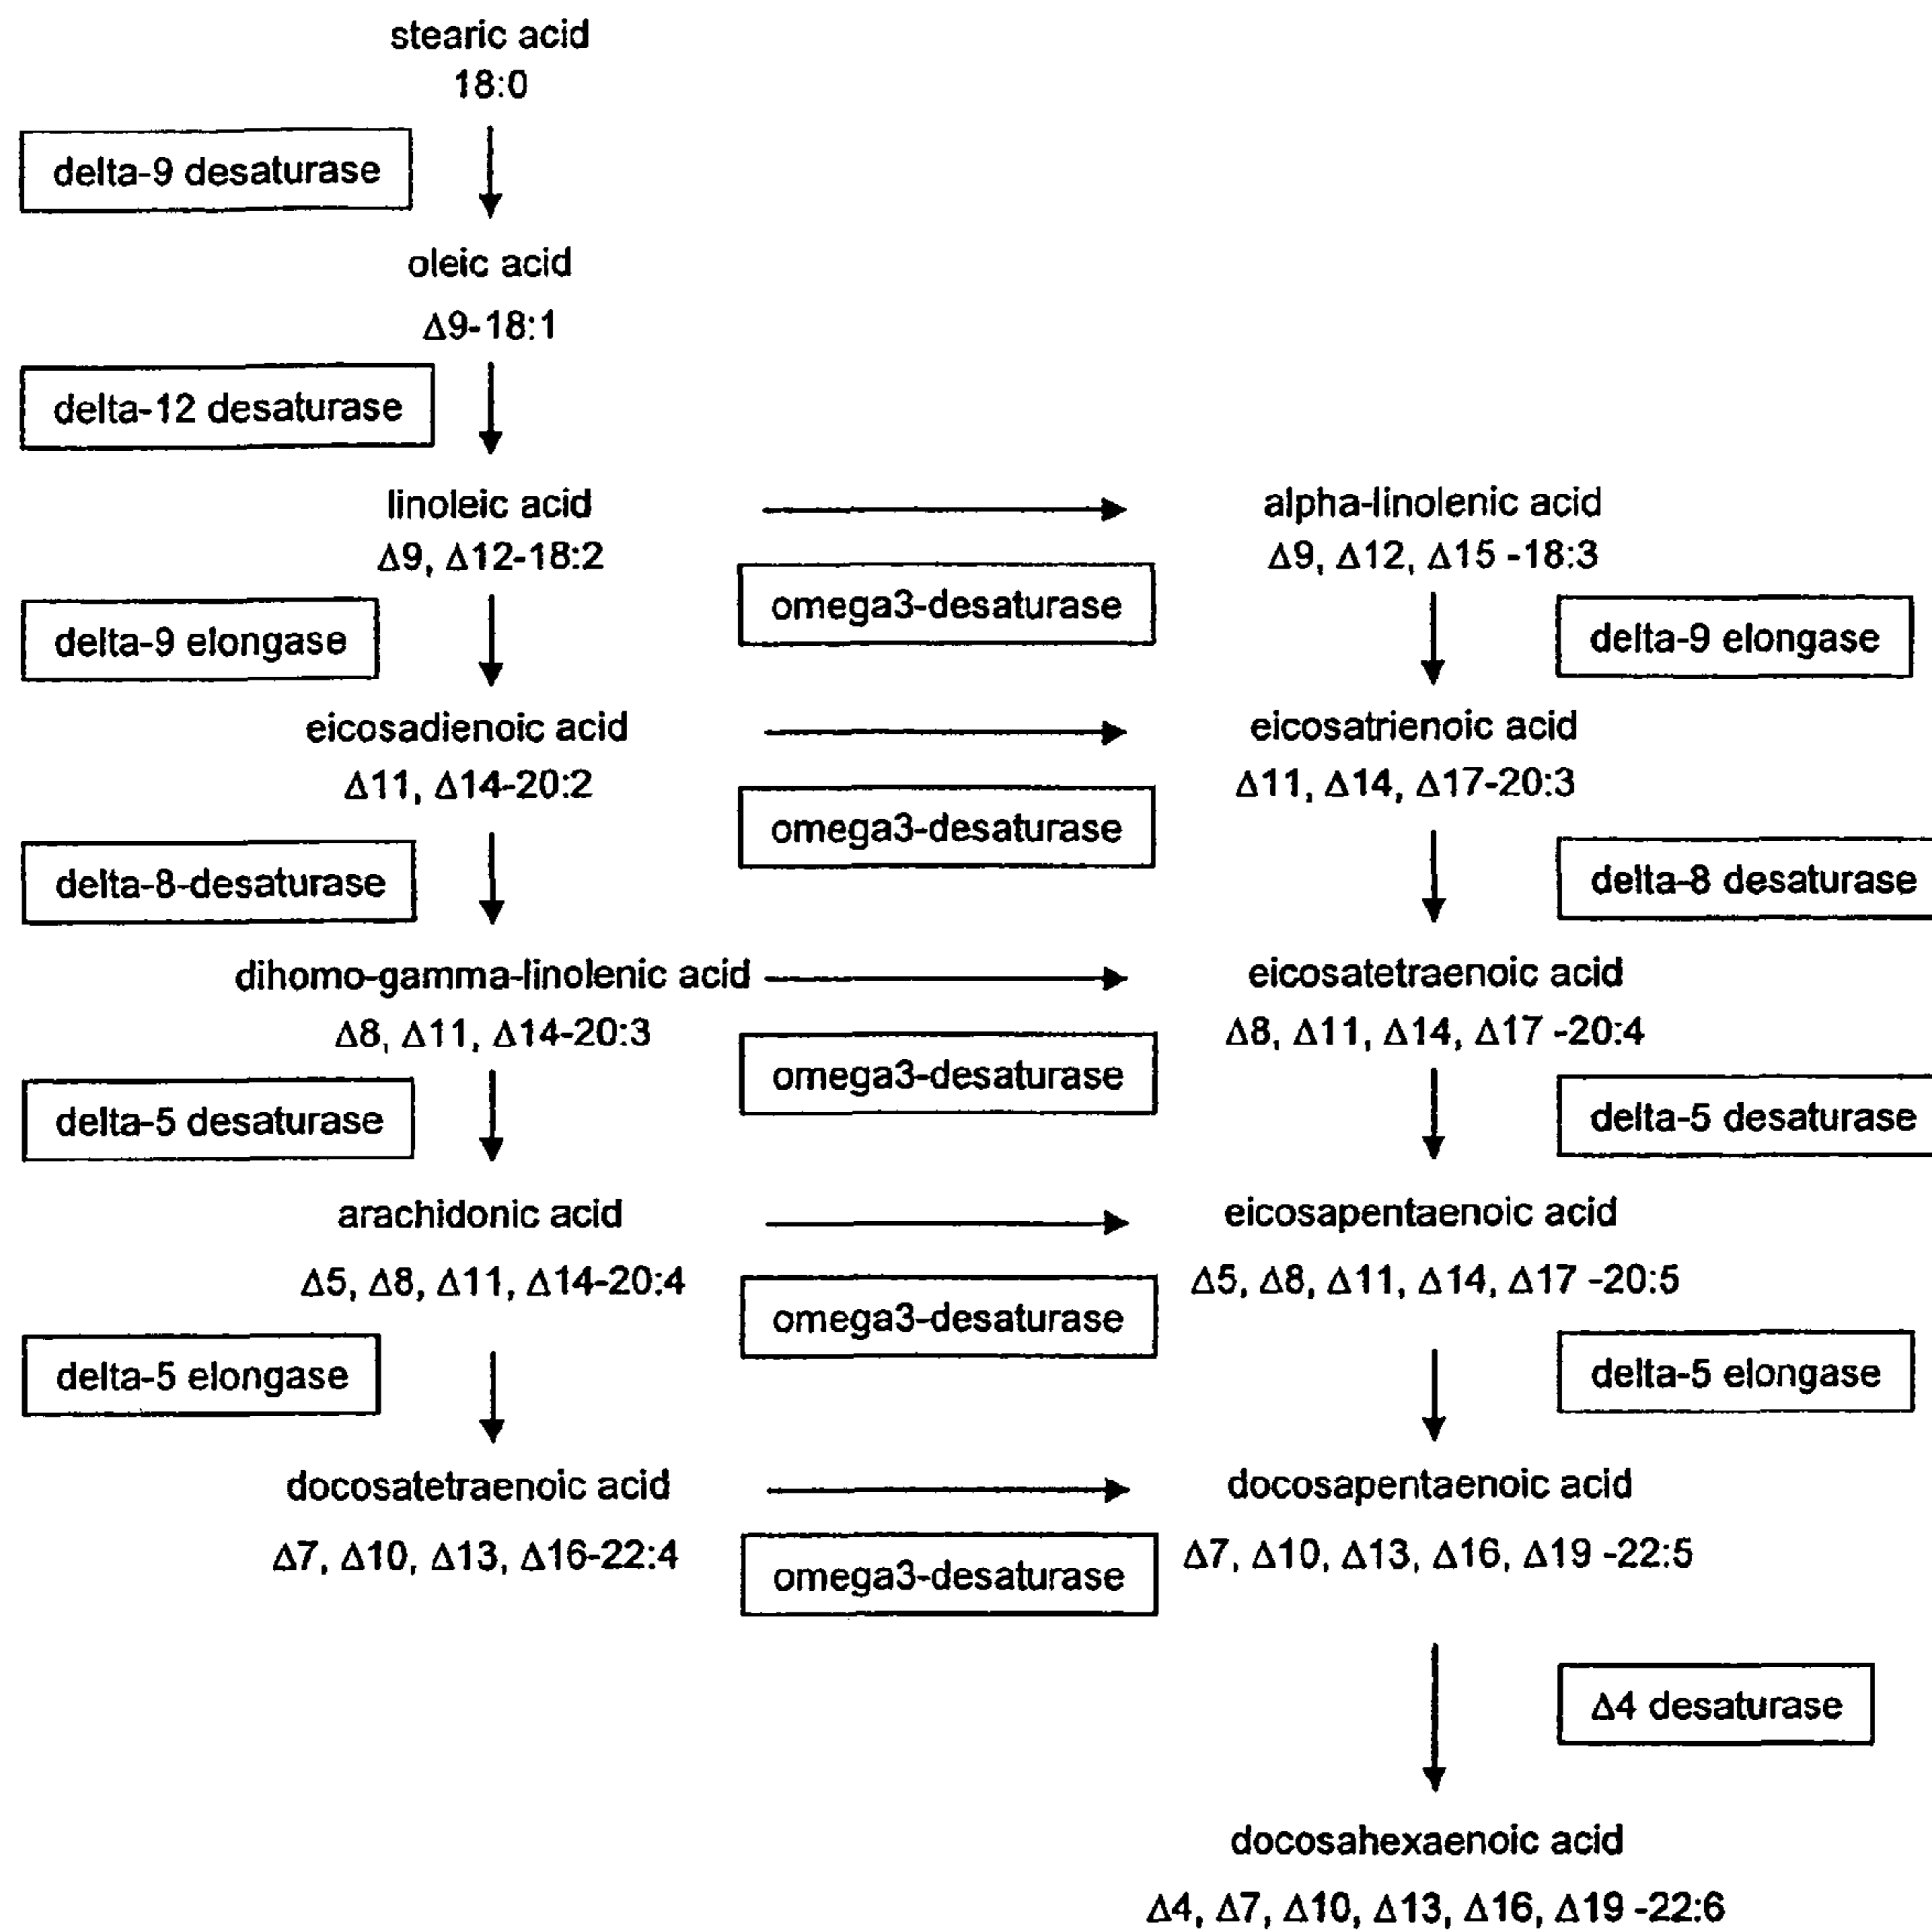 stearic acid
18:0
delta-9 desaturase
oleic acid
Δ9-18:1
delta-12 desaturase
linoleic acid
Δ9, Δ12-18:2
alpha-linolenic acid
Δ9, Δ12, Δ15 -18:3
delta-9 elongase
omega3-desaturase
delta-9 elongase
eicosadienoic acid
Δ11, Δ14-20:2
eicosatrienoic acid
Δ11, Δ14, Δ17-20:3
delta-8-desaturase
omega3-desaturase
delta-8 desaturase
dihomo-gamma-linolenic acid
Δ8, Δ11, Δ14-20:3
eicosatetraenoic acid
Δ8, Δ11, Δ14, Δ17 -20:4
delta-5 desaturase
omega3-desaturase
delta-5 desaturase
arachidonic acid
Δ5, Δ8, Δ11, Δ14-20:4
eicosapentaenoic acid
Δ5, Δ8, Δ11, Δ14, Δ17 -20:5
delta-5 elongase
omega3-desaturase
delta-5 elongase
docosatetraenoic acid
Δ7, Δ10, Δ13, Δ16-22:4
docosapentaenoic acid
Δ7, Δ10, Δ13, Δ16, Δ19 -22:5
omega3-desaturase
Δ4 desaturase
docosahexaenoic acid
Δ4, Δ7, Δ10, Δ13, Δ16, Δ19 -22:6